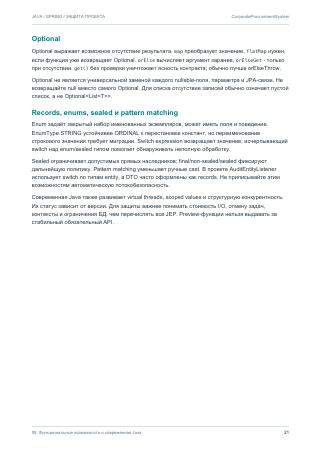 JAVA / SPRING / ЗАЩИТА ПРОЕКТА
CorporateProcurementSystem
Optional
Optional выражает возможное отсутствие результата. map преобразует значение, flatMap нужен,
если функция уже возвращает Optional. orElse вычисляет аргумент заранее, orElseGet - только
при отсутствии. get() без проверки уничтожает ясность контракта; обычно лучше orElseThrow.
Optional не является универсальной заменой каждого nullable-поля, параметра и JPA-связи. Не
возвращайте null вместо самого Optional. Для списка отсутствие записей обычно означает пустой
список, а не Optional<List<T>>.
Records, enums, sealed и pattern matching
Enum задаёт закрытый набор именованных экземпляров, может иметь поля и поведение.
EnumType.STRING устойчивее ORDINAL к перестановке констант, но переименование
строкового значения требует миграции. Switch expression возвращает значение; исчерпывающий
switch над enum/sealed типом помогает обнаруживать неполную обработку.
Sealed ограничивает допустимых прямых наследников; final/non-sealed/sealed фиксируют
дальнейшую политику. Pattern matching уменьшает ручные cast. В проекте AuditEntityListener
использует switch по типам entity, а DTO часто оформлены как records. Не приписывайте этим
возможностям автоматическую потокобезопасность.
Современная Java также развивает virtual threads, scoped values и структурную конкурентность.
Их статус зависит от версии. Для защиты важнее понимать стоимость I/O, отмену задач,
контексты и ограничения БД, чем перечислять все JEP. Preview-функции нельзя выдавать за
стабильный обязательный API.
09. Функциональные возможности и современная Java
21